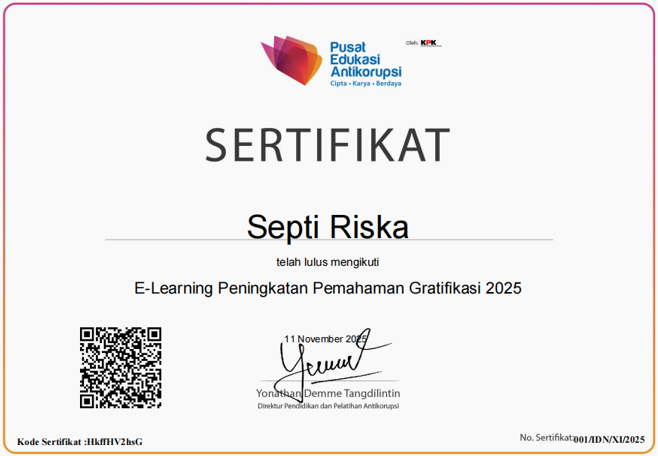 Pusat
Edukasi
Antikorupsi
Cipta • Karya • Berdaya
Oleh: KPK
SERTIFIKAT
Septi Riska
telah lulus mengikuti
E-Learning Peningkatan Pemahaman Gratifikasi 2025
11 November 2025
Yonathan Demme Tangdilintin
Direktur Pendidikan dan Pelatihan Antikorupsi
Kode Sertifikat :HkffHV2hsG
No. Sertifikat: 001/IDN/XI/2025